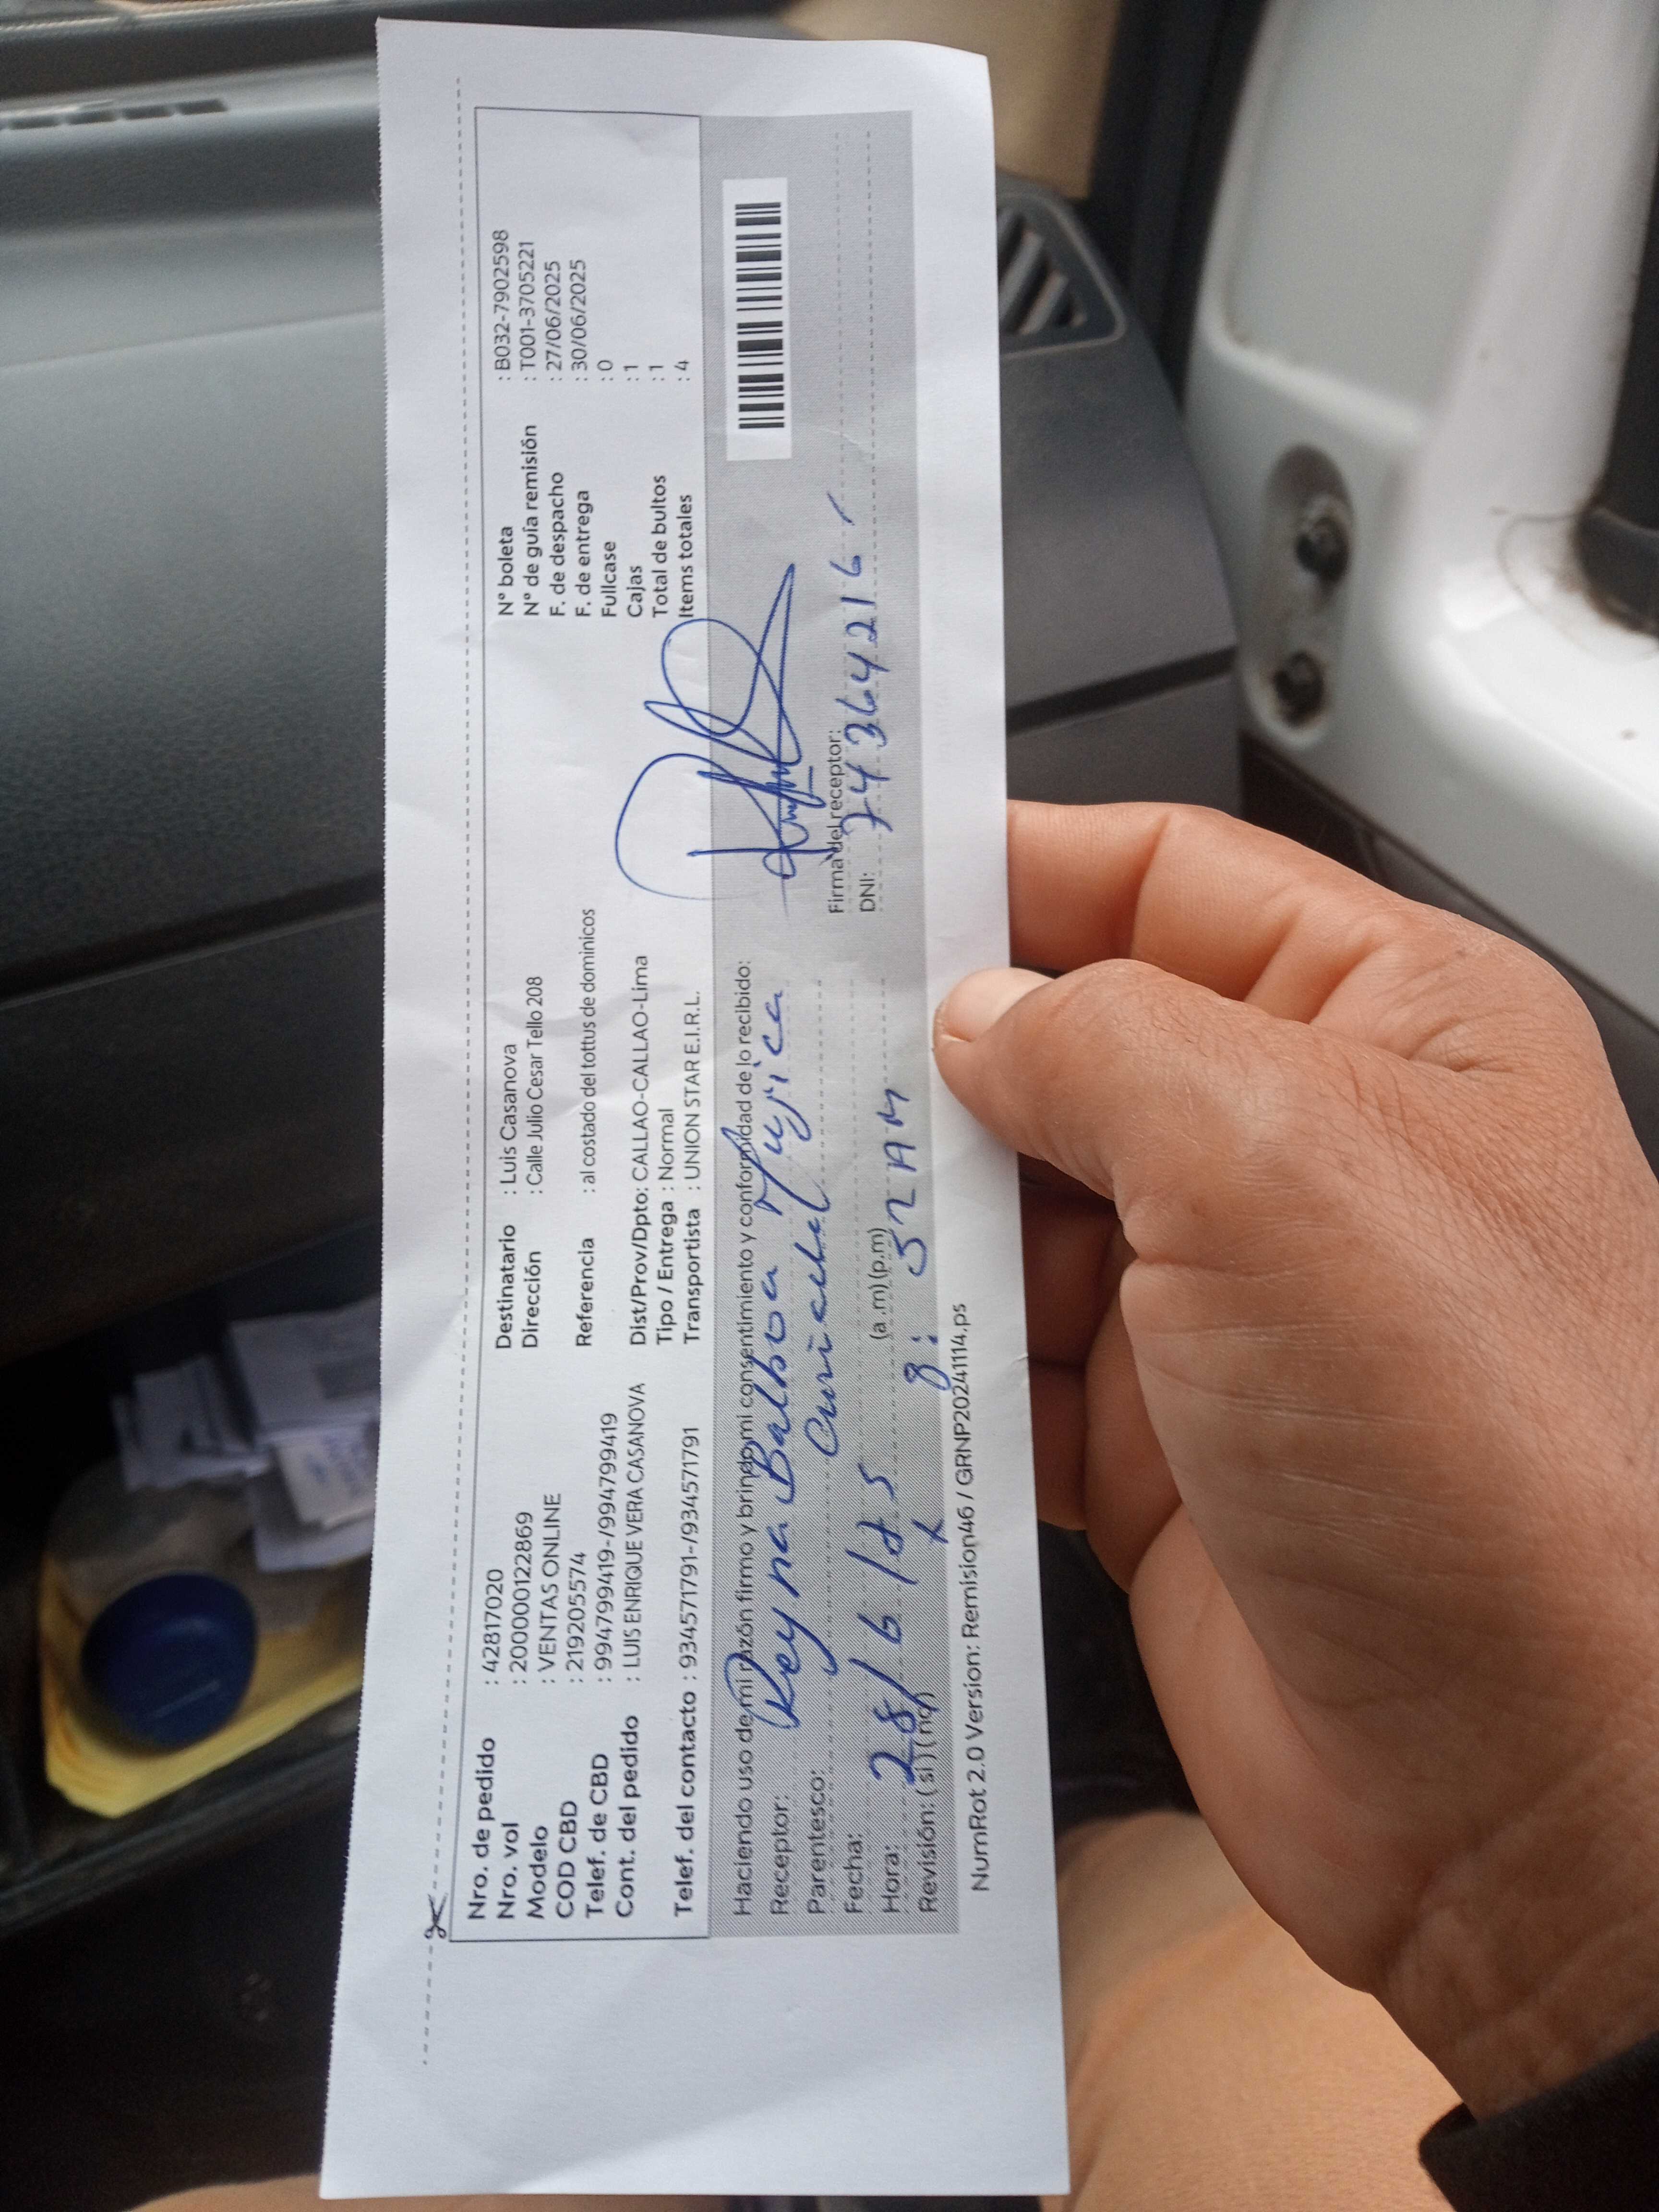 Nro. de pedido : 42817020
Nro. vol : 200000122869
Modelo : VENTAS ONLINE
COD CBD : 219205574
Telef. de CBD : 994799419-/994799419
Cont. del pedido : LUIS ENRIQUE VERA CASANOVA
Telef. del contacto : 934571791-/934571791
Destinatario : Luis Casanova
Dirección : Calle Julio Cesar Tello 208
Referencia : al costado del tottus de dominicos
Dist/Prov/Dpto: CALLAO-CALLAO-Lima
Tipo / Entrega : Normal
Transportista : UNION STAR E.I.R.L.
N° boleta : B032-7902598
N° de guía remisión : T001-3705221
F. de despacho : 27/06/2025
F. de entrega : 30/06/2025
Fullcase : 0
Cajas : 1
Total de bultos : 1
Items totales : 4
Haciendo uso de mi razón firmo y brindo mi consentimiento y conformidad de lo recibido:
Receptor: Reyna Balboa Mujica
Parentesco:
Fecha: 28/6/25
Hora: (a.m) (p.m) 8:52 AM
Revisión: (si) (no)
Firma del receptor:
DNI: 74364216
NumRot 2.0 Version: Remision46 / GRNP20241114.ps